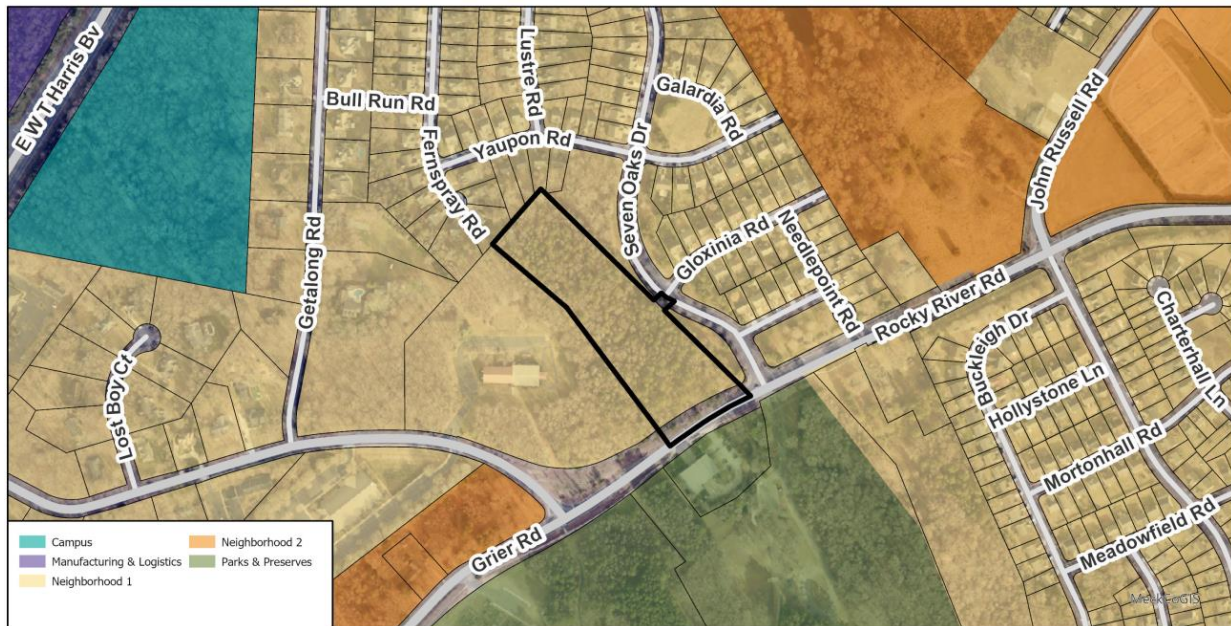 E W T Harris Bv
Bull Run Rd
Lustre Rd
Fernspray Rd
Yaupon Rd
Seven Oaks Dr
Galardia Rd
John Russell Rd
Getalong Rd
Gloxinia Rd
Needlepoint Rd
Rocky River Rd
Lost Boy Ct
Buckleigh Dr
Charterhall Ln
Hollystone Ln
Mortonhall Rd
Meadowfield Rd
Grier Rd
Campus
Manufacturing & Logistics
Neighborhood 1
Neighborhood 2
Parks & Preserves
MeckCoGIS